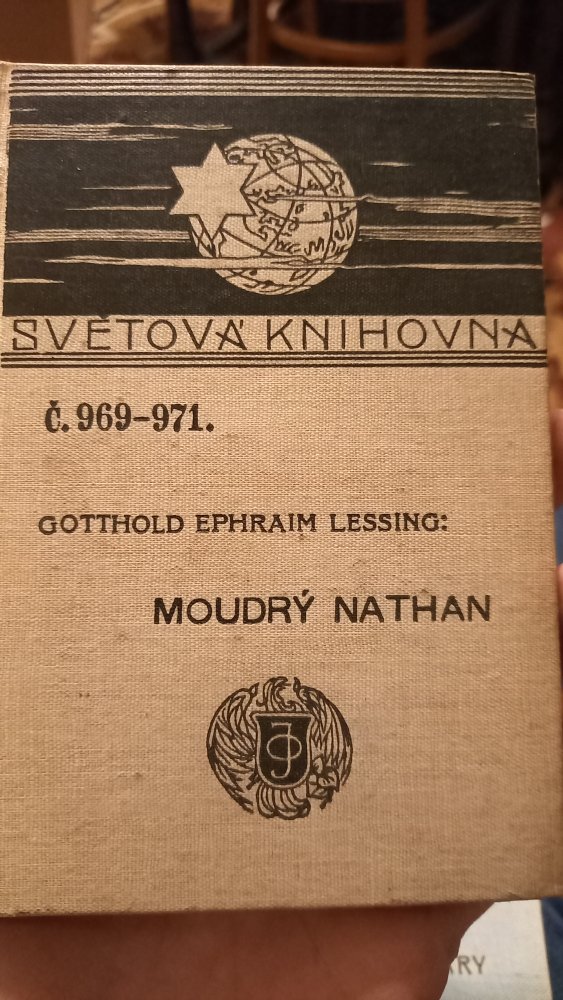 SVĚTOVÁ KNIHOVNA
Č. 969-971.
GOTTHOLD EPHRAIM LESSING:
MOUDRÝ NATHAN